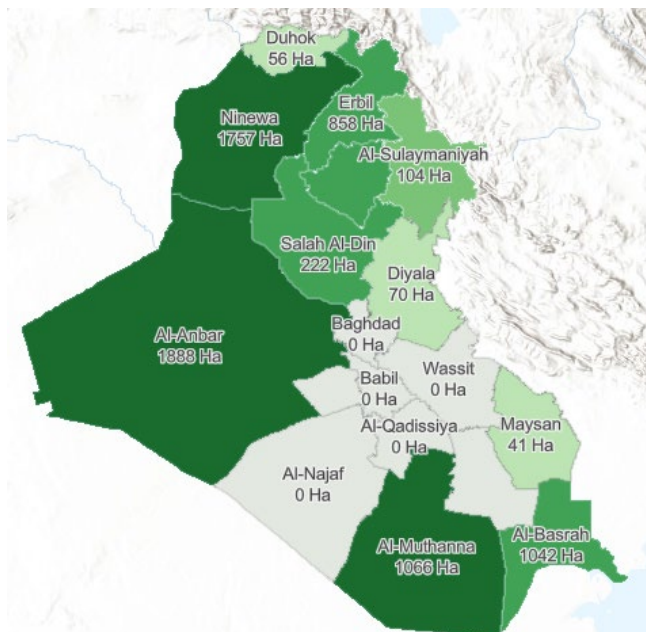 Duhok
56 Ha
Ninewa
1757 Ha
Erbil
858 Ha
Al-Sulaymaniyah
104 Ha
Salah Al-Din
222 Ha
Diyala
70 Ha
Al-Anbar
1888 Ha
Baghdad
0 Ha
Babil
0 Ha
Wassit
0 Ha
Al-Qadissiya
0 Ha
Maysan
41 Ha
Al-Najaf
0 Ha
Al-Muthanna
1066 Ha
Al-Basrah
1042 Ha